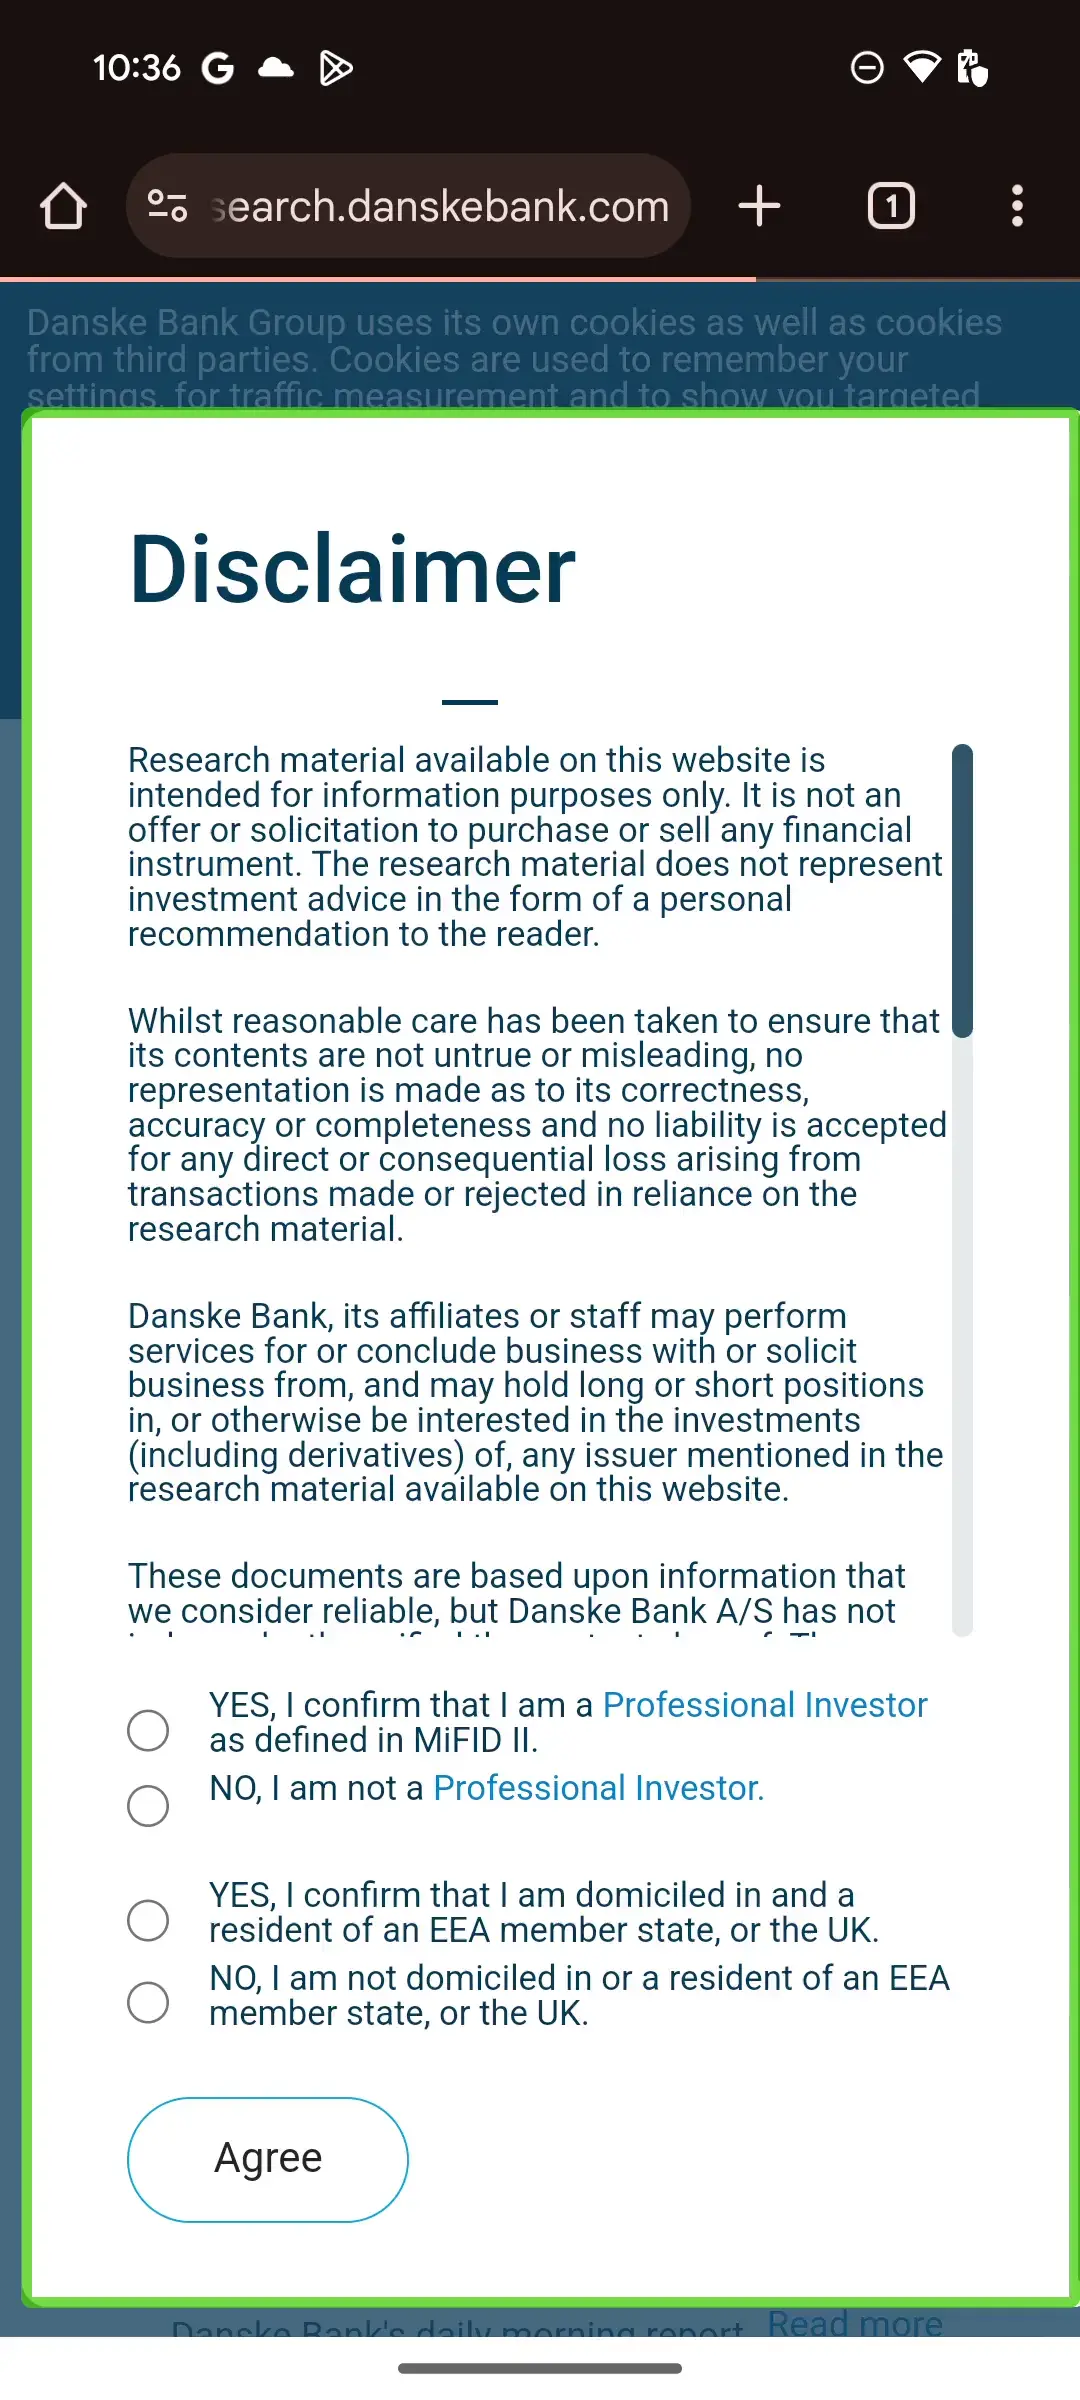 10:36
search.danskebank.com
1
Danske Bank Group uses its own cookies as well as cookies
from third parties. Cookies are used to remember your
settings, for traffic measurement and to show you targeted
Disclaimer
Research material available on this website is
intended for information purposes only. It is not an
offer or solicitation to purchase or sell any financial
instrument. The research material does not represent
investment advice in the form of a personal
recommendation to the reader.
Whilst reasonable care has been taken to ensure that
its contents are not untrue or misleading, no
representation is made as to its correctness,
accuracy or completeness and no liability is accepted
for any direct or consequential loss arising from
transactions made or rejected in reliance on the
research material.
Danske Bank, its affiliates or staff may perform
services for or conclude business with or solicit
business from, and may hold long or short positions
in, or otherwise be interested in the investments
(including derivatives) of, any issuer mentioned in the
research material available on this website.
These documents are based upon information that
we consider reliable, but Danske Bank A/S has not
YES, I confirm that I am a Professional Investor
as defined in MiFID II.
NO, I am not a Professional Investor.
YES, I confirm that I am domiciled in and a
resident of an EEA member state, or the UK.
NO, I am not domiciled in or a resident of an EEA
member state, or the UK.
Agree
Danske Bank's daily morning report Read more